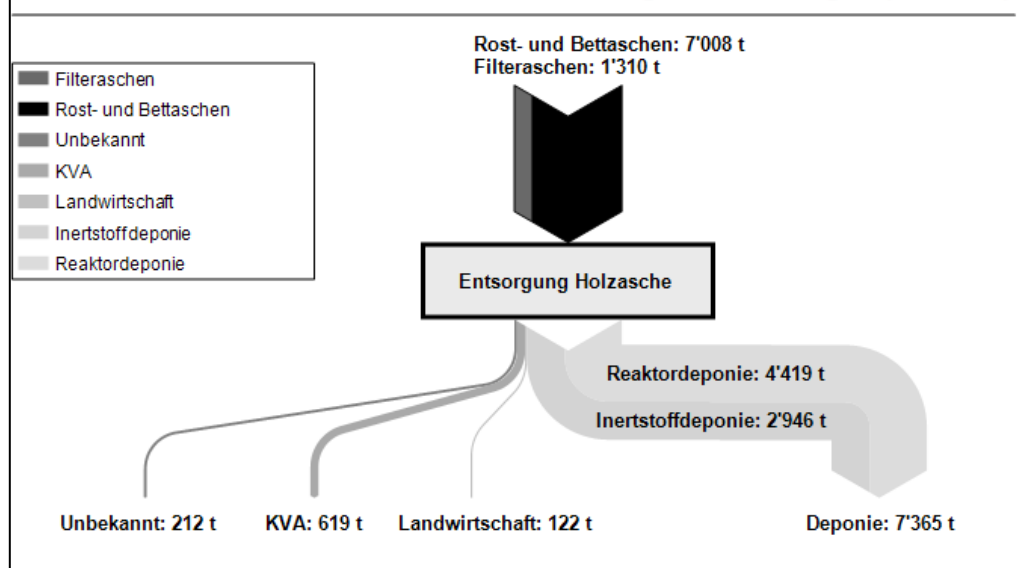 Rost- und Bettaschen: 7'008 t
Filteraschen: 1'310 t
Filteraschen
Rost- und Bettaschen
Unbekannt
KVA
Landwirtschaft
Inertstoffdeponie
Reaktordeponie
Entsorgung Holzasche
Reaktordeponie: 4'419 t
Inertstoffdeponie: 2'946 t
Unbekannt: 212 t
KVA: 619 t
Landwirtschaft: 122 t
Deponie: 7'365 t